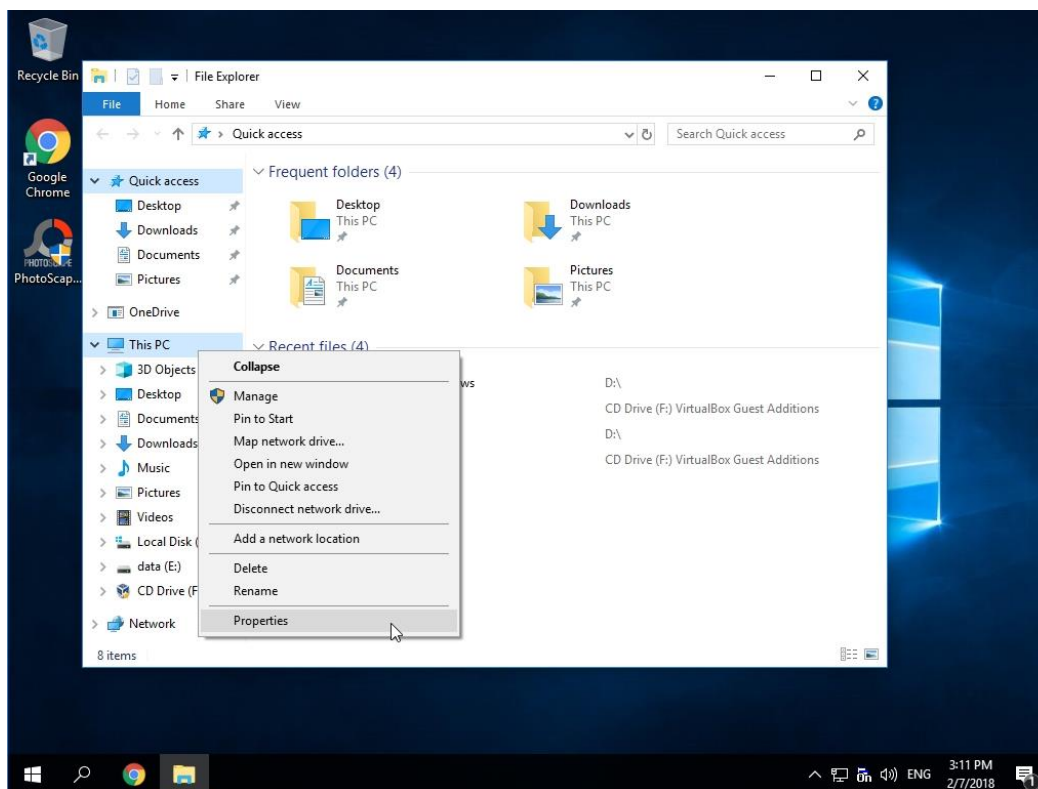 Recycle Bin
Google
Chrome
PhotoScap...
File Explorer
File Home Share View
Quick access
Search Quick access
Quick access
Desktop
Downloads
Documents
Pictures
OneDrive
This PC
3D Objects
Desktop
Documents
Downloads
Music
Pictures
Videos
Local Disk (
data (E:)
CD Drive (F
Network
Frequent folders (4)
Desktop
This PC
Downloads
This PC
Documents
This PC
Pictures
This PC
Recent files (4)
ws
D:\
CD Drive (F:) VirtualBox Guest Additions
D:\
CD Drive (F:) VirtualBox Guest Additions
Collapse
Manage
Pin to Start
Map network drive...
Open in new window
Pin to Quick access
Disconnect network drive...
Add a network location
Delete
Rename
Properties
8 items
ENG
3:11 PM
2/7/2018
1